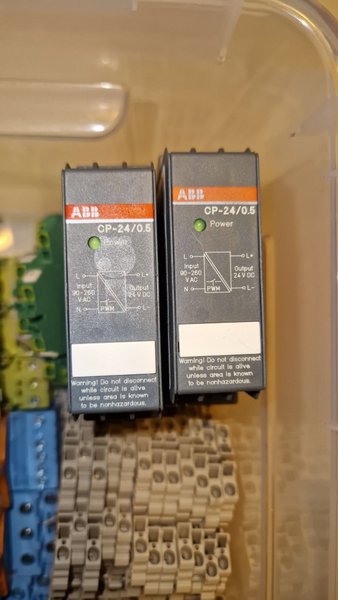 ABB
CP-24/0.5
Power
L
L+
Input
90-260
V AC
Output
24 V DC
N
PWM
L-
Warning! Do not disconnect
while circuit is alive
unless area is known
to be nonhazardous.
ABB
CP-24/0.5
Power
L
L+
Input
90-260
V AC
Output
24 V DC
N
PWM
L-
Warning! Do not disconnect
while circuit is alive
unless area is known
to be nonhazardous.